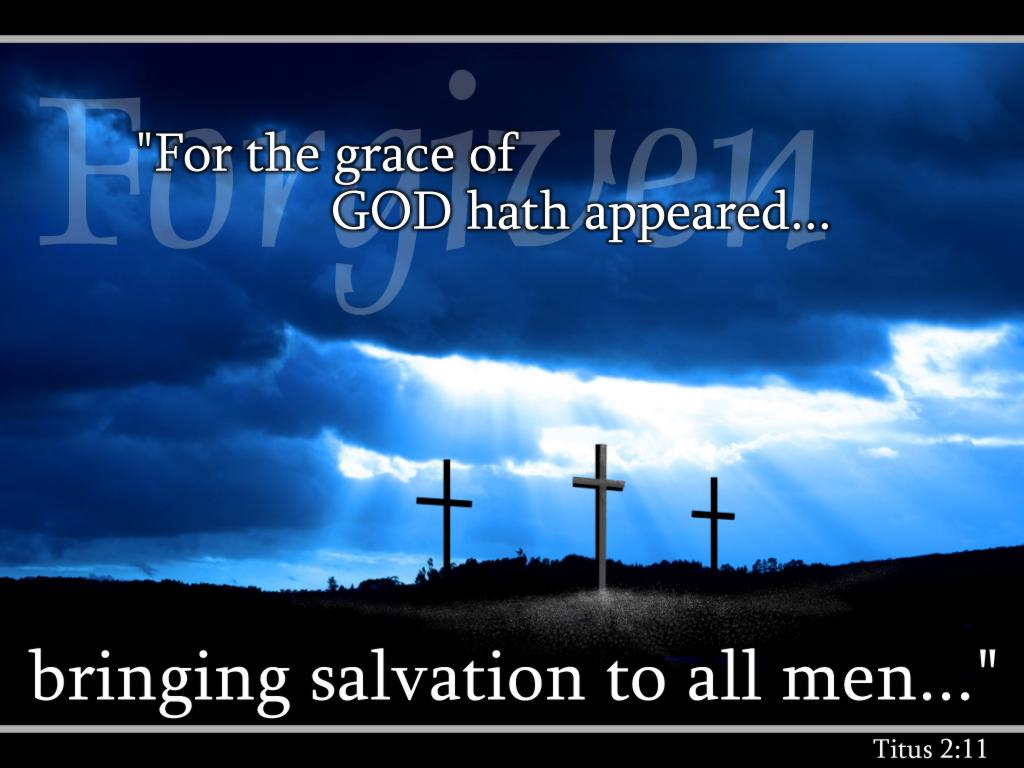 Forgiven
"For the grace of
GOD hath appeared...
bringing salvation to all men..."
Titus 2:11